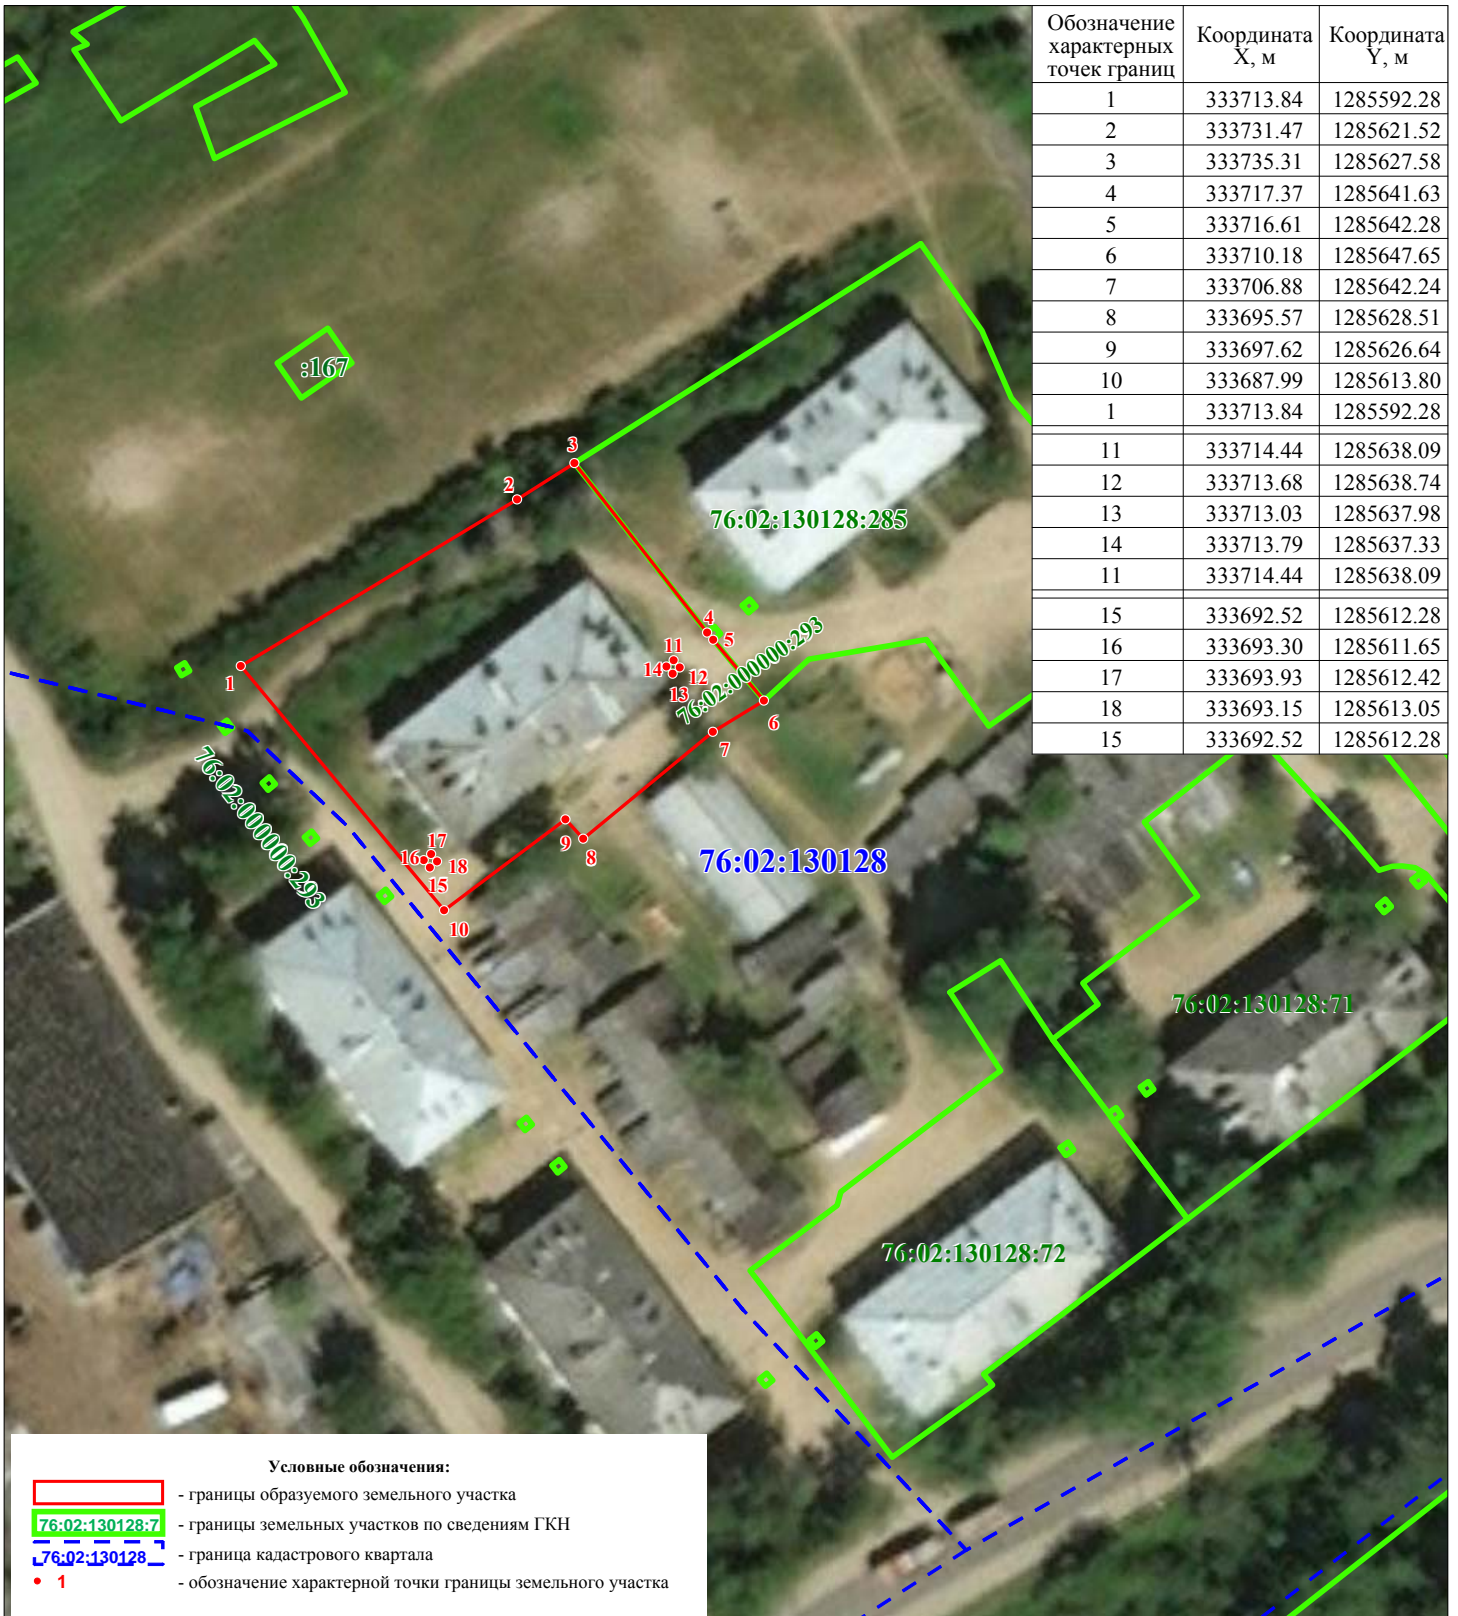 Обозначение
характерных
точек границ
Координата
X, м
Координата
Y, м
1 333713.84 1285592.28
2 333731.47 1285621.52
3 333735.31 1285627.58
4 333717.37 1285641.63
5 333716.61 1285642.28
6 333710.18 1285647.65
7 333706.88 1285642.24
8 333695.57 1285628.51
9 333697.62 1285626.64
10 333687.99 1285613.80
1 333713.84 1285592.28
11 333714.44 1285638.09
12 333713.68 1285638.74
13 333713.03 1285637.98
14 333713.79 1285637.33
11 333714.44 1285638.09
15 333692.52 1285612.28
16 333693.30 1285611.65
17 333693.93 1285612.42
18 333693.15 1285613.05
15 333692.52 1285612.28
:167
3
2
76:02:130128:285
4
5
76:02:000000:293
11
14
12
13
1
6
7
76:02:000000:293
9
8
17
16
18
15
10
76:02:130128
76:02:130128:71
76:02:130128:72
Условные обозначения:
- границы образуемого земельного участка
76:02:130128:7 - границы земельных участков по сведениям ГКН
76:02:130128 - граница кадастрового квартала
1 - обозначение характерной точки границы земельного участка